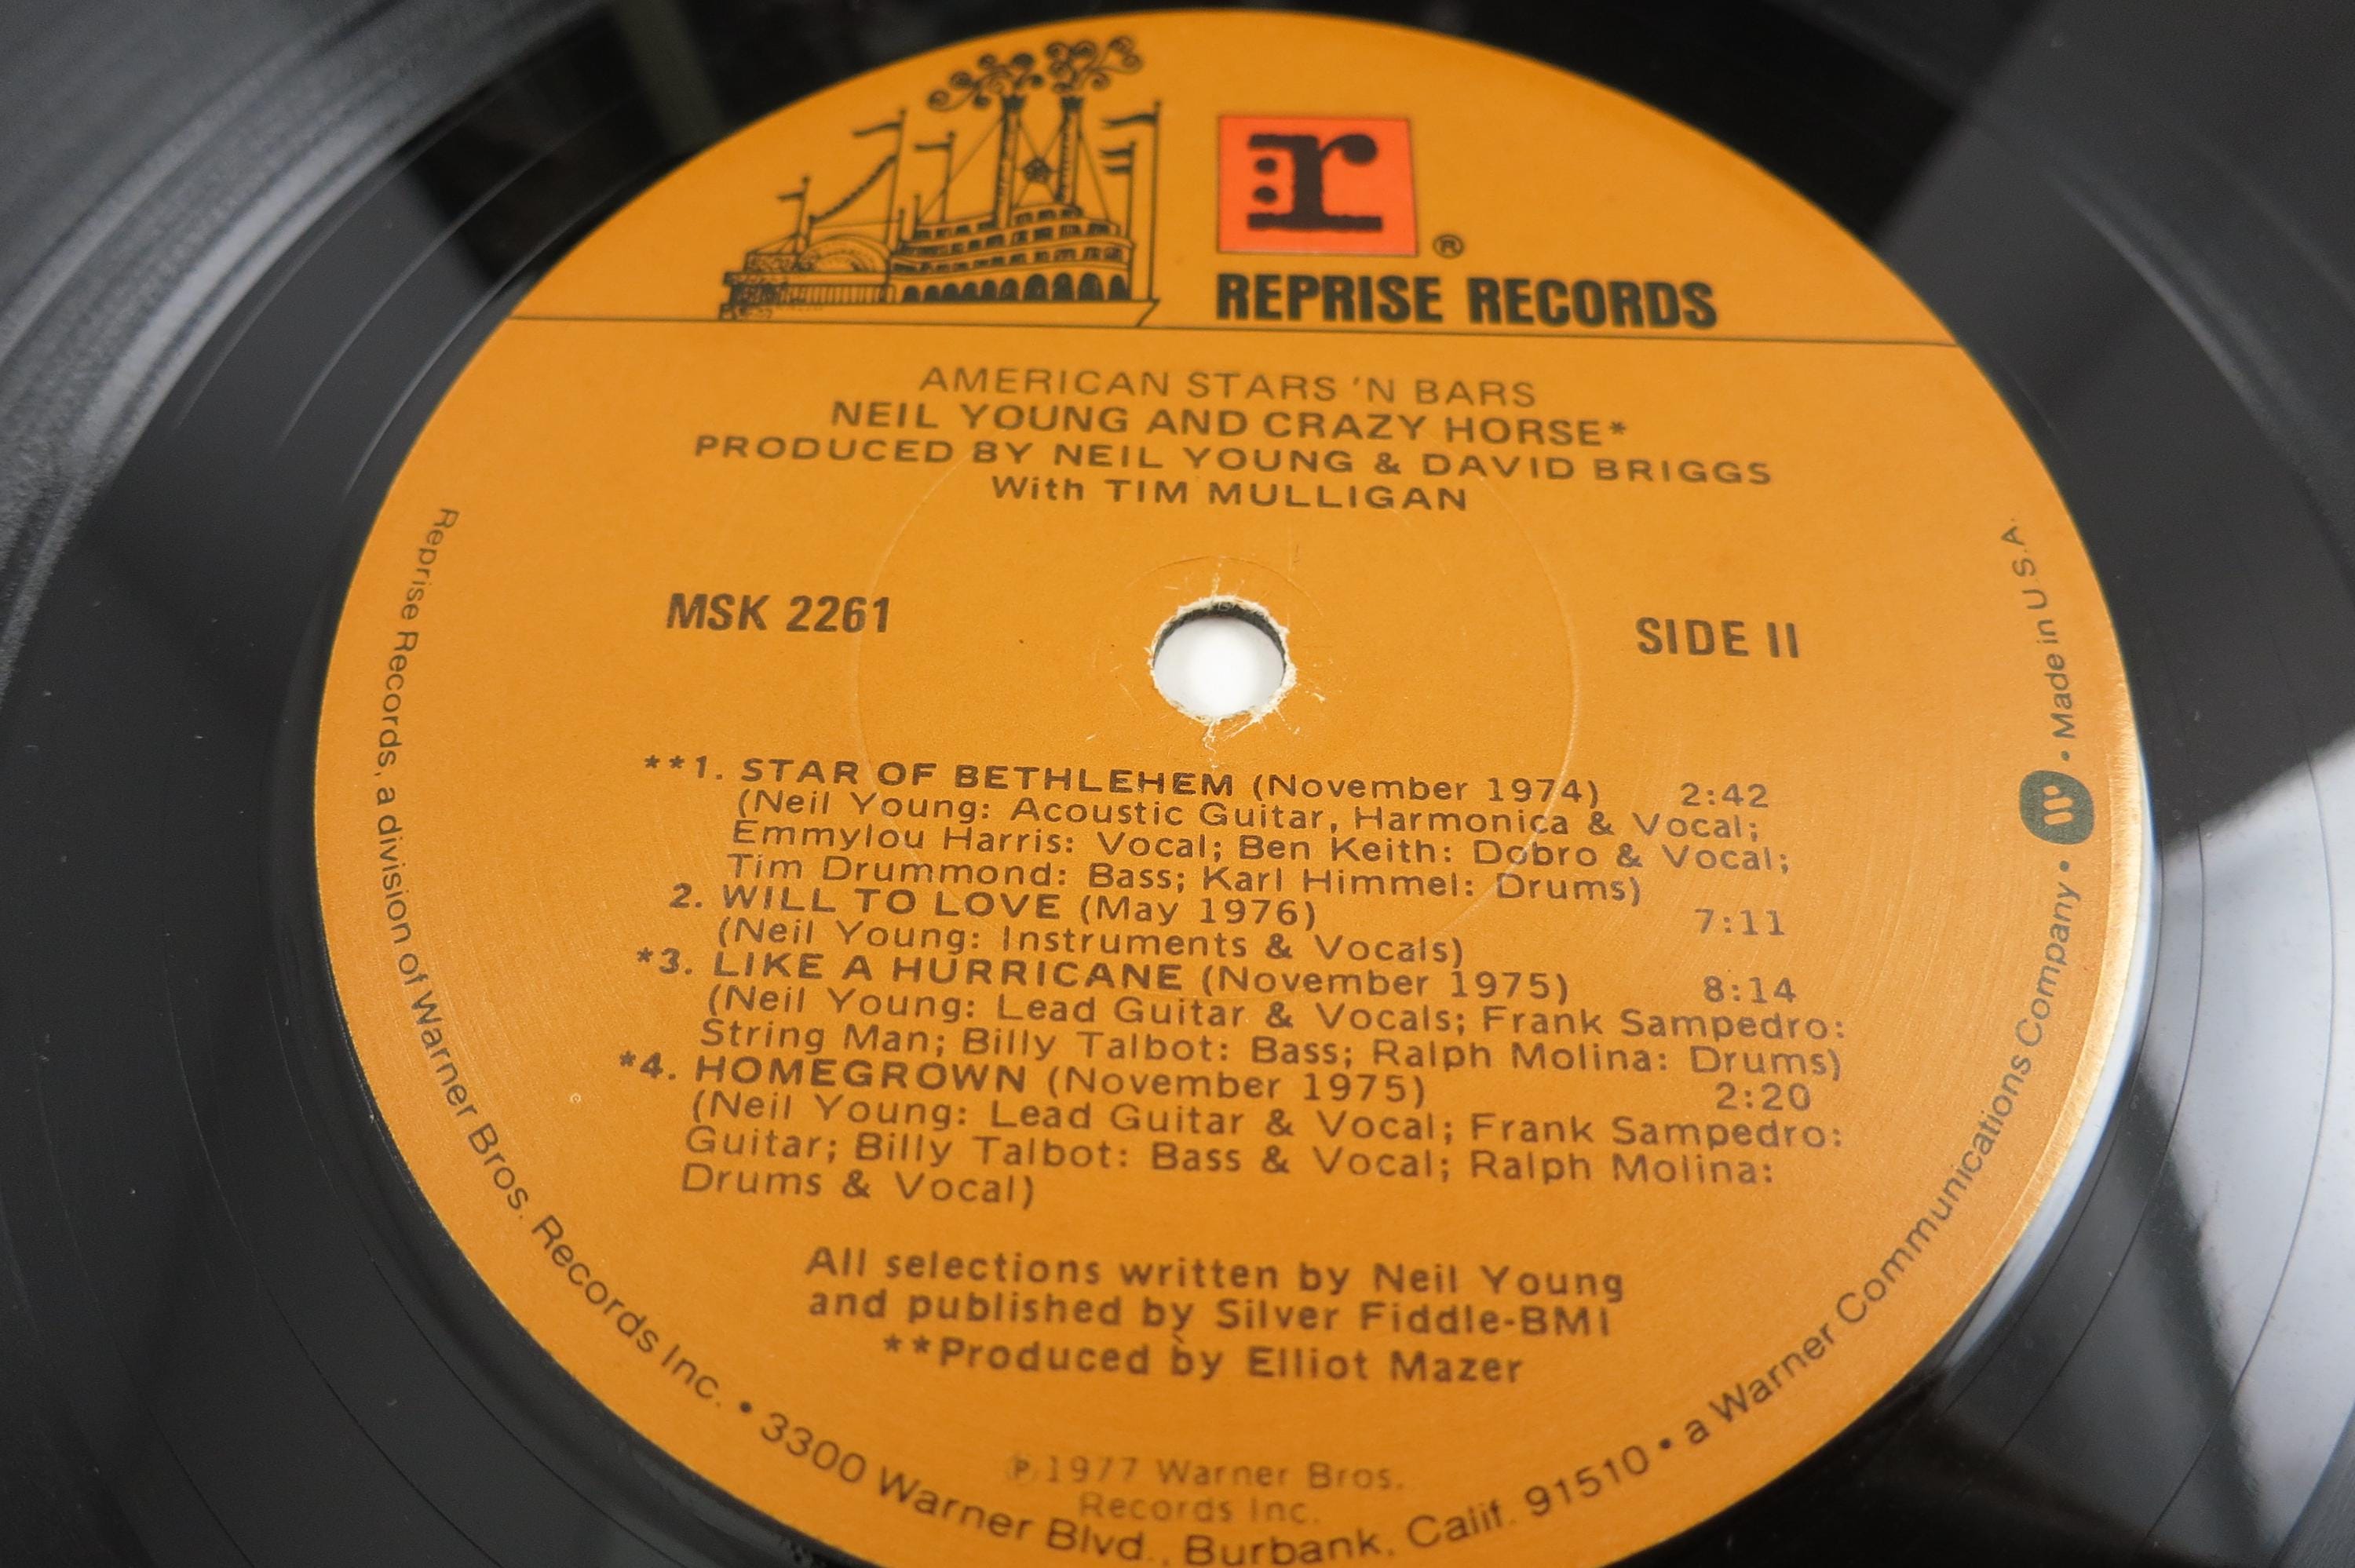 r ®
REPRISE RECORDS
AMERICAN STARS 'N BARS
NEIL YOUNG AND CRAZY HORSE*
PRODUCED BY NEIL YOUNG & DAVID BRIGGS
With TIM MULLIGAN
MSK 2261
SIDE II
**1. STAR OF BETHLEHEM (November 1974) 2:42
(Neil Young: Acoustic Guitar, Harmonica & Vocal;
Emmylou Harris: Vocal; Ben Keith: Dobro & Vocal;
Tim Drummond: Bass; Karl Himmel: Drums)
2. WILL TO LOVE (May 1976) 7:11
(Neil Young: Instruments & Vocals)
*3. LIKE A HURRICANE (November 1975) 8:14
(Neil Young: Lead Guitar & Vocals; Frank Sampedro:
String Man; Billy Talbot: Bass; Ralph Molina: Drums)
*4. HOMEGROWN (November 1975) 2:20
(Neil Young: Lead Guitar & Vocal; Frank Sampedro:
Guitar; Billy Talbot: Bass & Vocal; Ralph Molina:
Drums & Vocal)
All selections written by Neil Young
and published by Silver Fiddle-BMI
**Produced by Elliot Mazer
℗ 1977 Warner Bros.
Records Inc.
Reprise Records, a division of Warner Bros. Records Inc. • 3300 Warner Blvd., Burbank, Calif. 91510 • a Warner Communications Company • W • Made in U.S.A.